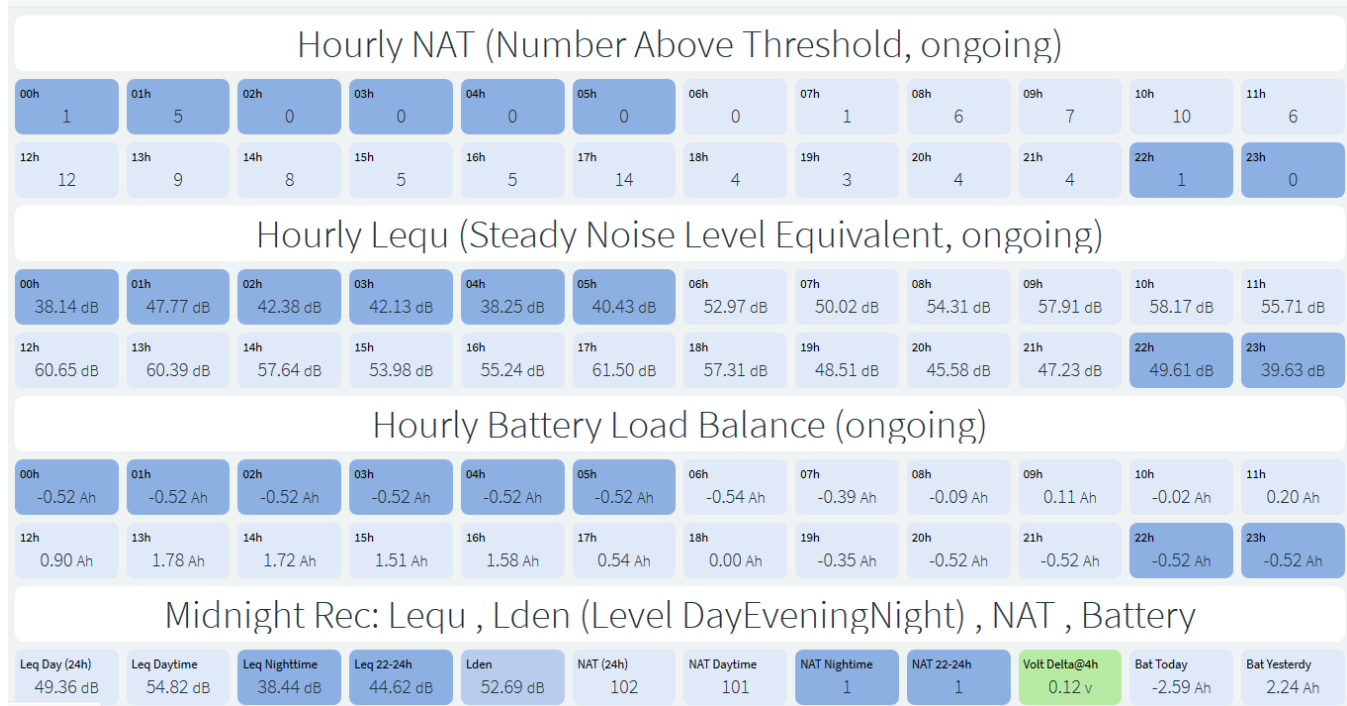 Hourly NAT (Number Above Threshold, ongoing)
00h 01h 02h 03h 04h 05h 06h 07h 08h 09h 10h 11h
1 5 0 0 0 0 0 1 6 7 10 6
12h 13h 14h 15h 16h 17h 18h 19h 20h 21h 22h 23h
12 9 8 5 5 14 4 3 4 4 1 0
Hourly Lequ (Steady Noise Level Equivalent, ongoing)
00h 01h 02h 03h 04h 05h 06h 07h 08h 09h 10h 11h
38.14 dB 47.77 dB 42.38 dB 42.13 dB 38.25 dB 40.43 dB 52.97 dB 50.02 dB 54.31 dB 57.91 dB 58.17 dB 55.71 dB
12h 13h 14h 15h 16h 17h 18h 19h 20h 21h 22h 23h
60.65 dB 60.39 dB 57.64 dB 53.98 dB 55.24 dB 61.50 dB 57.31 dB 48.51 dB 45.58 dB 47.23 dB 49.61 dB 39.63 dB
Hourly Battery Load Balance (ongoing)
00h 01h 02h 03h 04h 05h 06h 07h 08h 09h 10h 11h
-0.52 Ah -0.52 Ah -0.52 Ah -0.52 Ah -0.52 Ah -0.52 Ah -0.54 Ah -0.39 Ah -0.09 Ah 0.11 Ah -0.02 Ah 0.20 Ah
12h 13h 14h 15h 16h 17h 18h 19h 20h 21h 22h 23h
0.90 Ah 1.78 Ah 1.72 Ah 1.51 Ah 1.58 Ah 0.54 Ah 0.00 Ah -0.35 Ah -0.52 Ah -0.52 Ah -0.52 Ah -0.52 Ah
Midnight Rec: Lequ , Lden (Level DayEveningNight) , NAT , Battery
Leq Day (24h) Leq Daytime Leq Nighttime Leq 22-24h Lden NAT (24h) NAT Daytime NAT Nightime NAT 22-24h Volt Delta@4h Bat Today Bat Yesterdy
49.36 dB 54.82 dB 38.44 dB 44.62 dB 52.69 dB 102 101 1 1 0.12 v -2.59 Ah 2.24 Ah